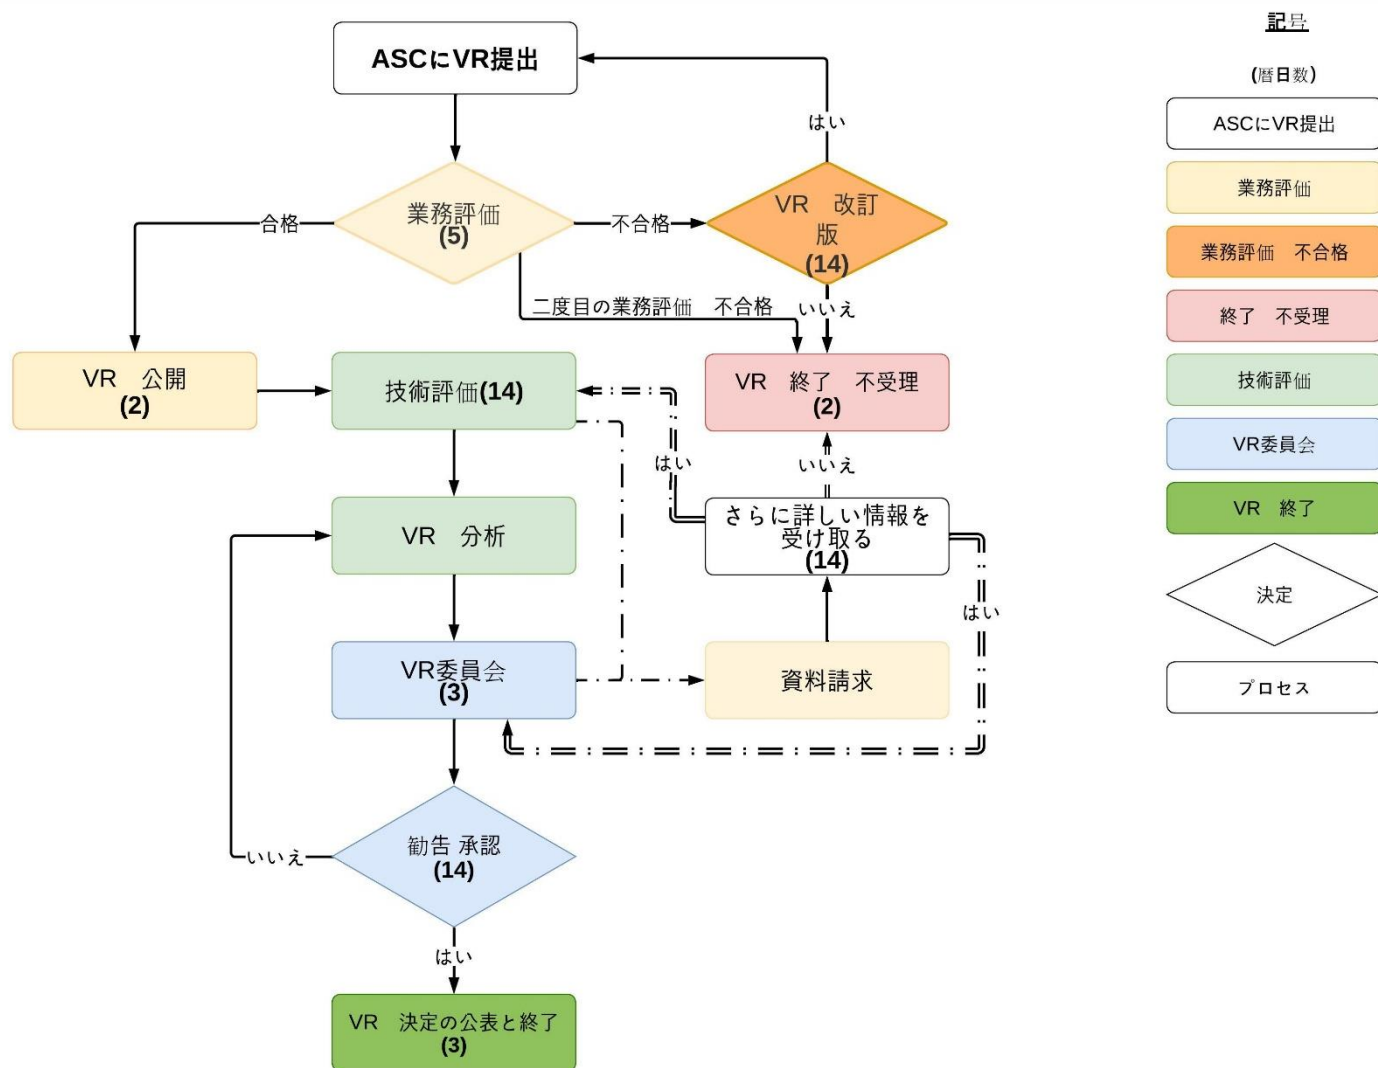 ASCにVR提出
はい
業務評価
(5)
合格
不合格
VR 改訂
版
(14)
二度目の業務評価 不合格
いいえ
VR 公開
(2)
技術評価(14)
VR 終了 不受理
(2)
はい
いいえ
VR 分析
さらに詳しい情報を
受け取る
(14)
はい
VR委員会
(3)
資料請求
勧告 承認
(14)
いいえ
はい
VR 決定の公表と終了
(3)
記号
(暦日数)
ASCにVR提出
業務評価
業務評価 不合格
終了 不受理
技術評価
VR委員会
VR 終了
決定
プロセス